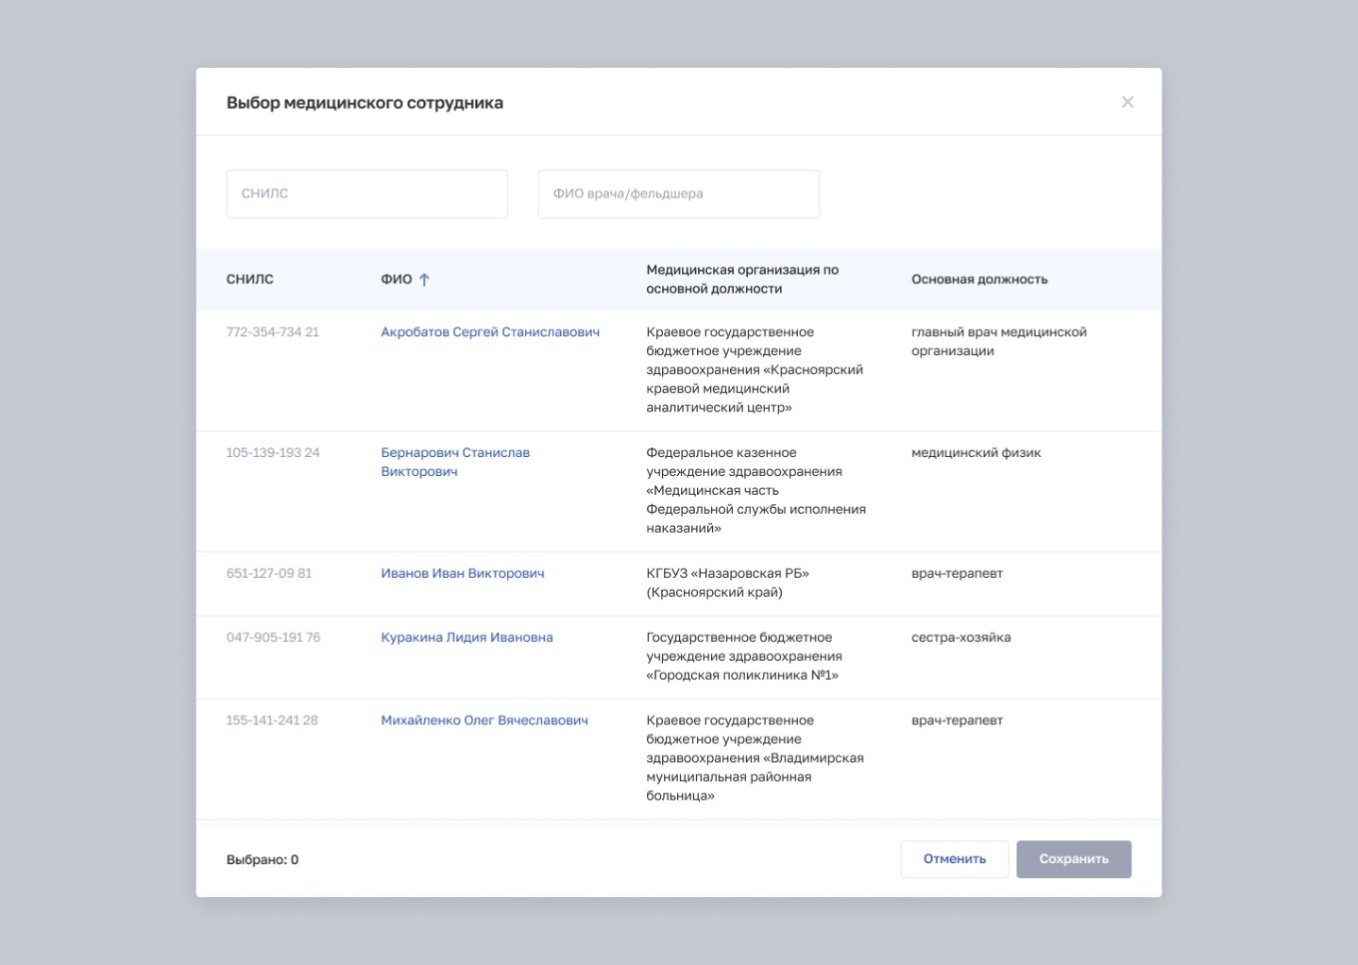 Выбор медицинского сотрудника
СНИЛС
ФИО врача/фельдшера
СНИЛС
ФИО
Медицинская организация по
основной должности
Основная должность
772-354-734 21
Акробатов Сергей Станиславович
Краевое государственное
бюджетное учреждение
здравоохранения «Красноярский
краевой медицинский
аналитический центр»
главный врач медицинской
организации
105-139-193 24
Бернарович Станислав
Викторович
Федеральное казенное
учреждение здравоохранения
«Медицинская часть
Федеральной службы исполнения
наказаний»
медицинский физик
651-127-09 81
Иванов Иван Викторович
КГБУЗ «Назаровская РБ»
(Красноярский край)
врач-терапевт
047-905-191 76
Куракина Лидия Ивановна
Государственное бюджетное
учреждение здравоохранения
«Городская поликлиника №1»
сестра-хозяйка
155-141-241 28
Михайленко Олег Вячеславович
Краевое государственное
бюджетное учреждение
здравоохранения «Владимирская
муниципальная районная
больница»
врач-терапевт
Выбрано: 0
Отменить
Сохранить